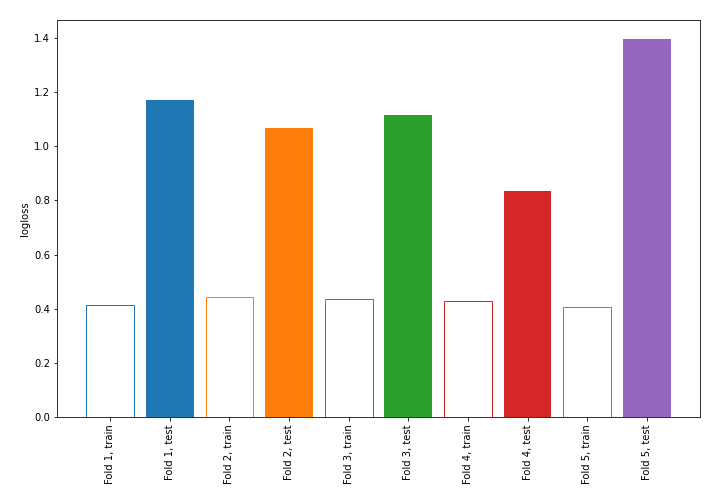 1.4
1.2
1.0
0.8
0.6
0.4
0.2
0.0
logloss
Fold 1, train
Fold 1, test
Fold 2, train
Fold 2, test
Fold 3, train
Fold 3, test
Fold 4, train
Fold 4, test
Fold 5, train
Fold 5, test